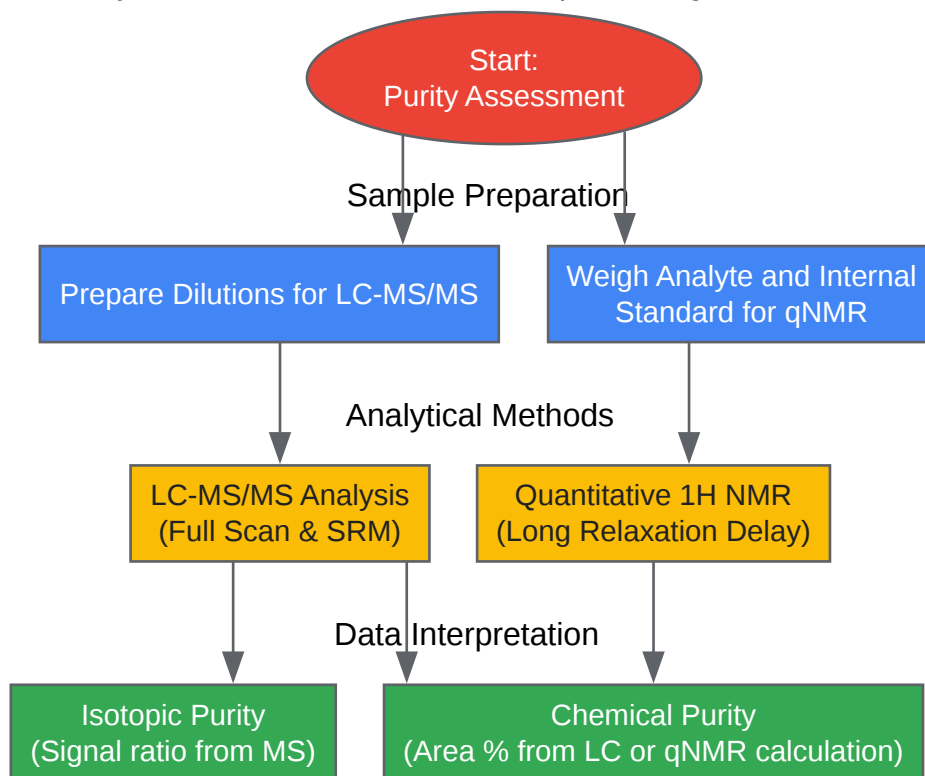 Start:
Purity Assessment
Sample Preparation
Prepare Dilutions for LC-MS/MS
Weigh Analyte and Internal
Standard for qNMR
Analytical Methods
LC-MS/MS Analysis
(Full Scan & SRM)
Quantitative 1H NMR
(Long Relaxation Delay)
Data Interpretation
Isotopic Purity
(Signal ratio from MS)
Chemical Purity
(Area % from LC or qNMR calculation)